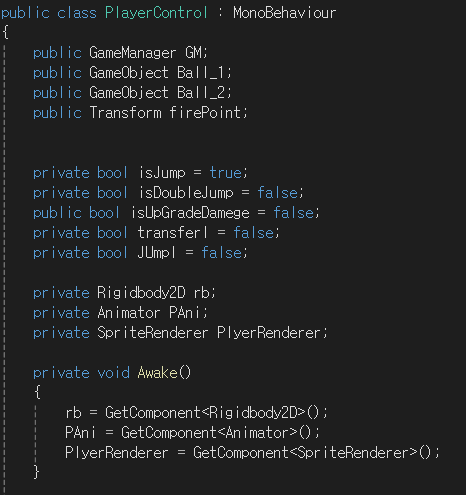 public class PlayerControl : MonoBehaviour
{
public GameManager GM;
public GameObject Ball_1;
public GameObject Ball_2;
public Transform firePoint;
private bool isJump = true;
private bool isDoubleJump = false;
public bool isUpGradeDamege = false;
private bool transferI = false;
private bool JUmpI = false;
private Rigidbody2D rb;
private Animator PAni;
private SpriteRenderer PlyerRenderer;
private void Awake()
{
rb = GetComponent<Rigidbody2D>();
PAni = GetComponent<Animator>();
PlyerRenderer = GetComponent<SpriteRenderer>();
}